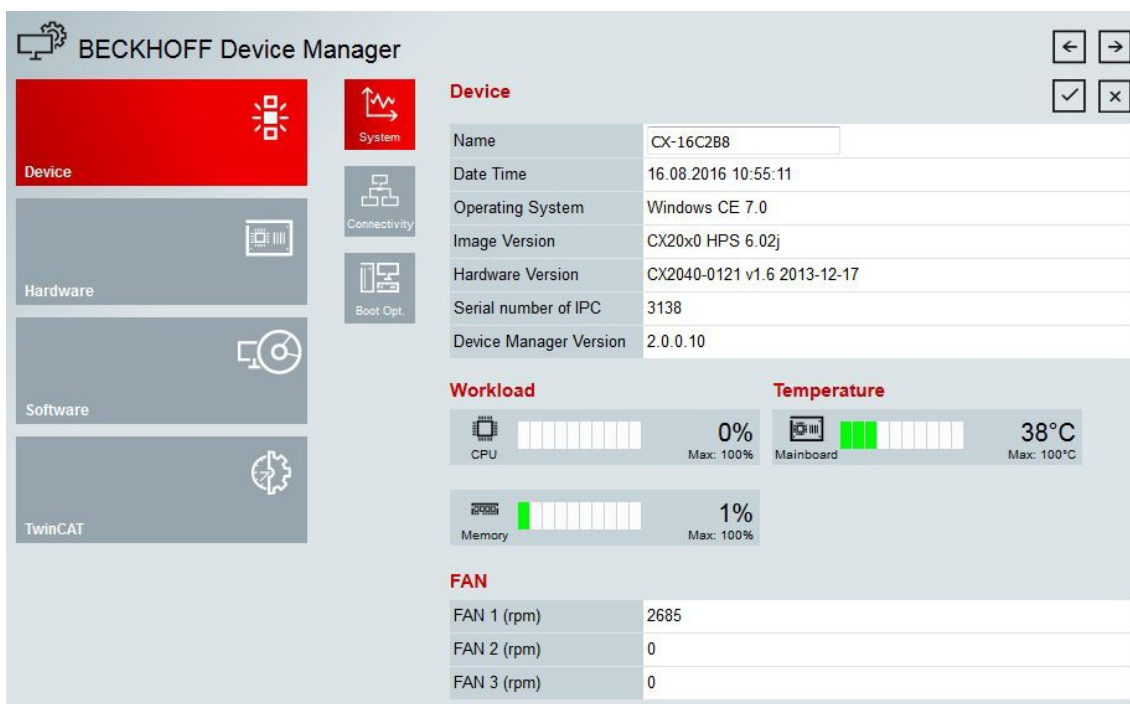 BECKHOFF Device Manager
Device
Hardware
Software
TwinCAT
System
Connectivity
Boot Opt.
Device
Name CX-16C2B8
Date Time 16.08.2016 10:55:11
Operating System Windows CE 7.0
Image Version CX20x0 HPS 6.02j
Hardware Version CX2040-0121 v1.6 2013-12-17
Serial number of IPC 3138
Device Manager Version 2.0.0.10
Workload
CPU 0%
Max: 100%
Memory 1%
Max: 100%
Temperature
Mainboard 38°C
Max: 100°C
FAN
FAN 1 (rpm) 2685
FAN 2 (rpm) 0
FAN 3 (rpm) 0